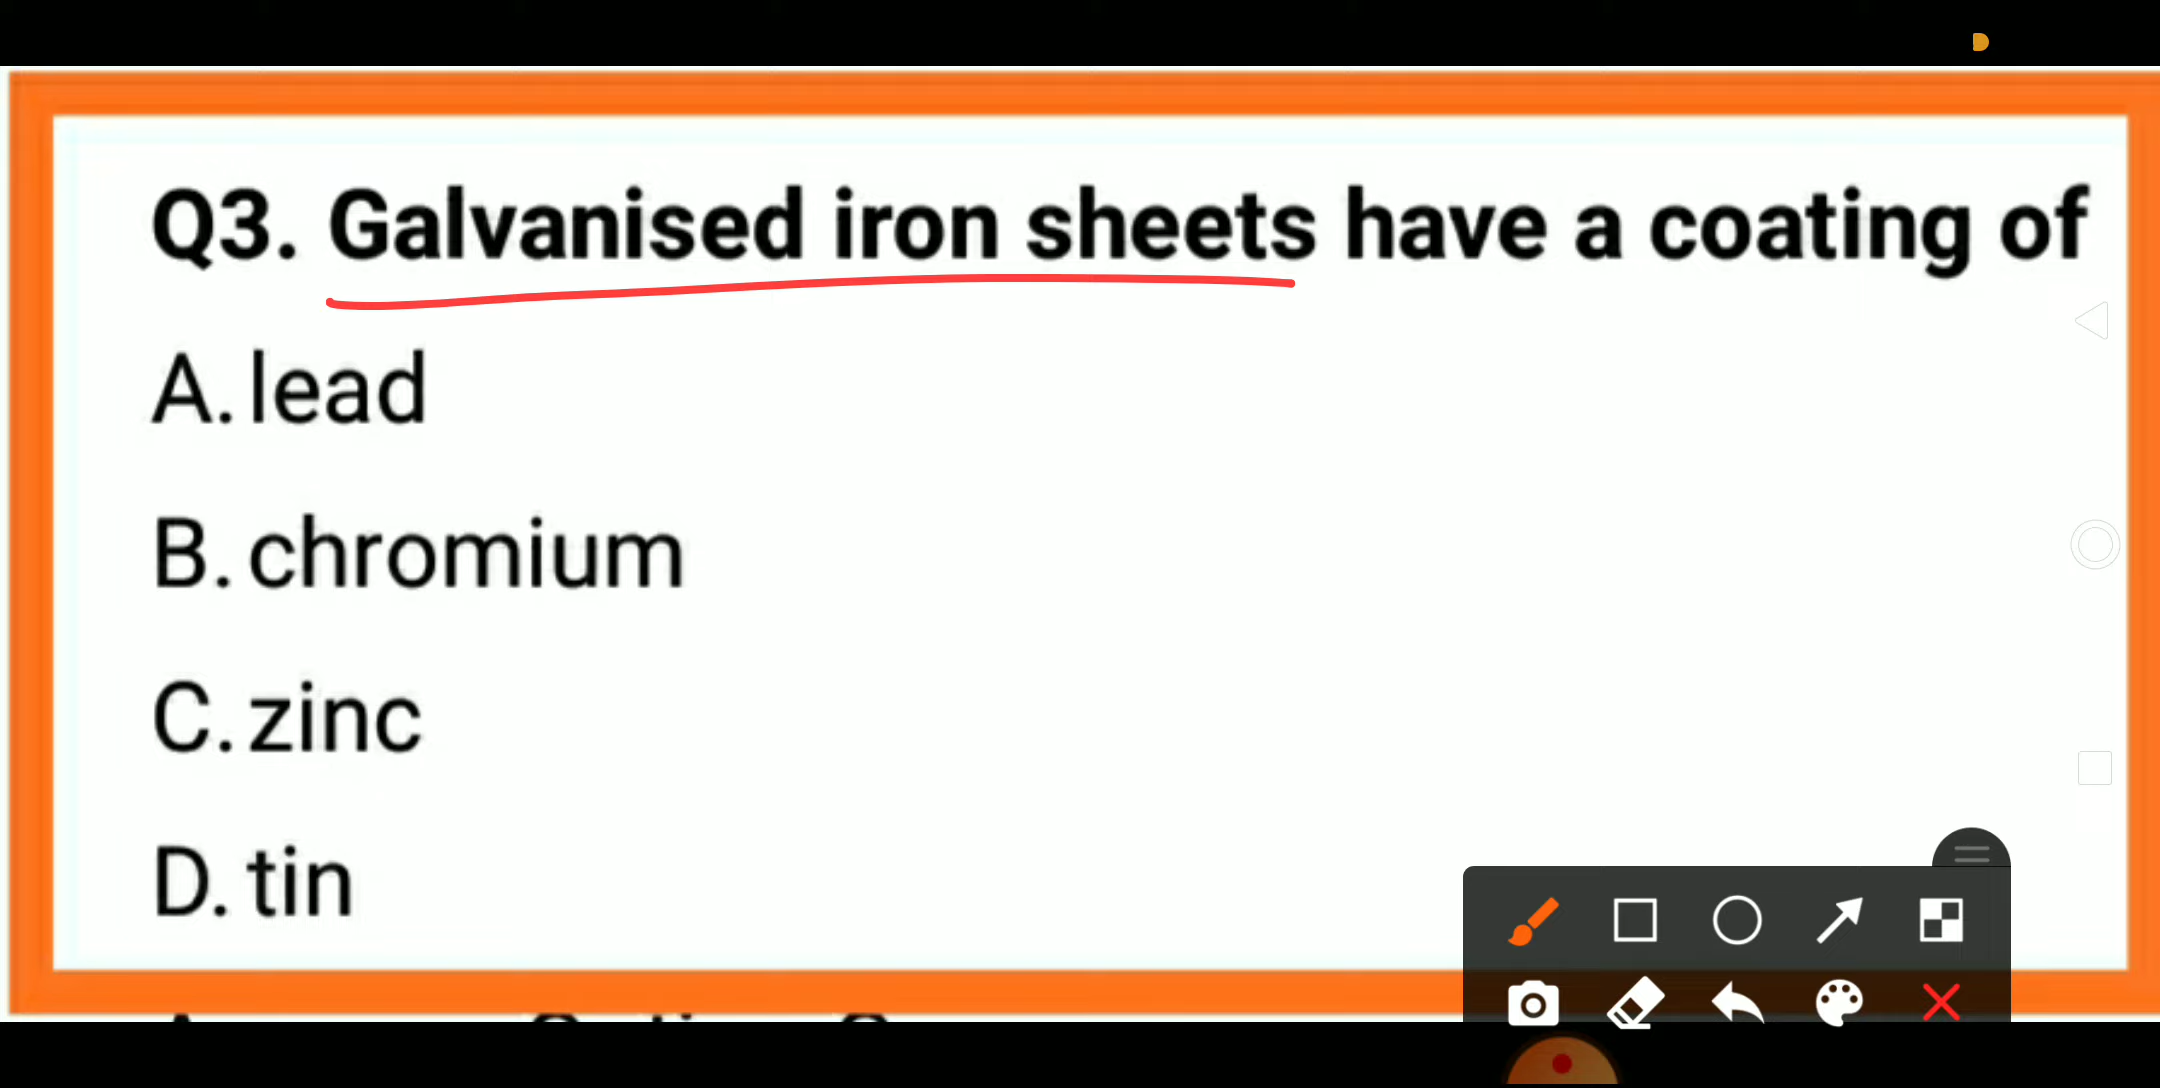 Q3. Galvanised iron sheets have a coating of
A. lead
B. chromium
C. zinc
D. tin